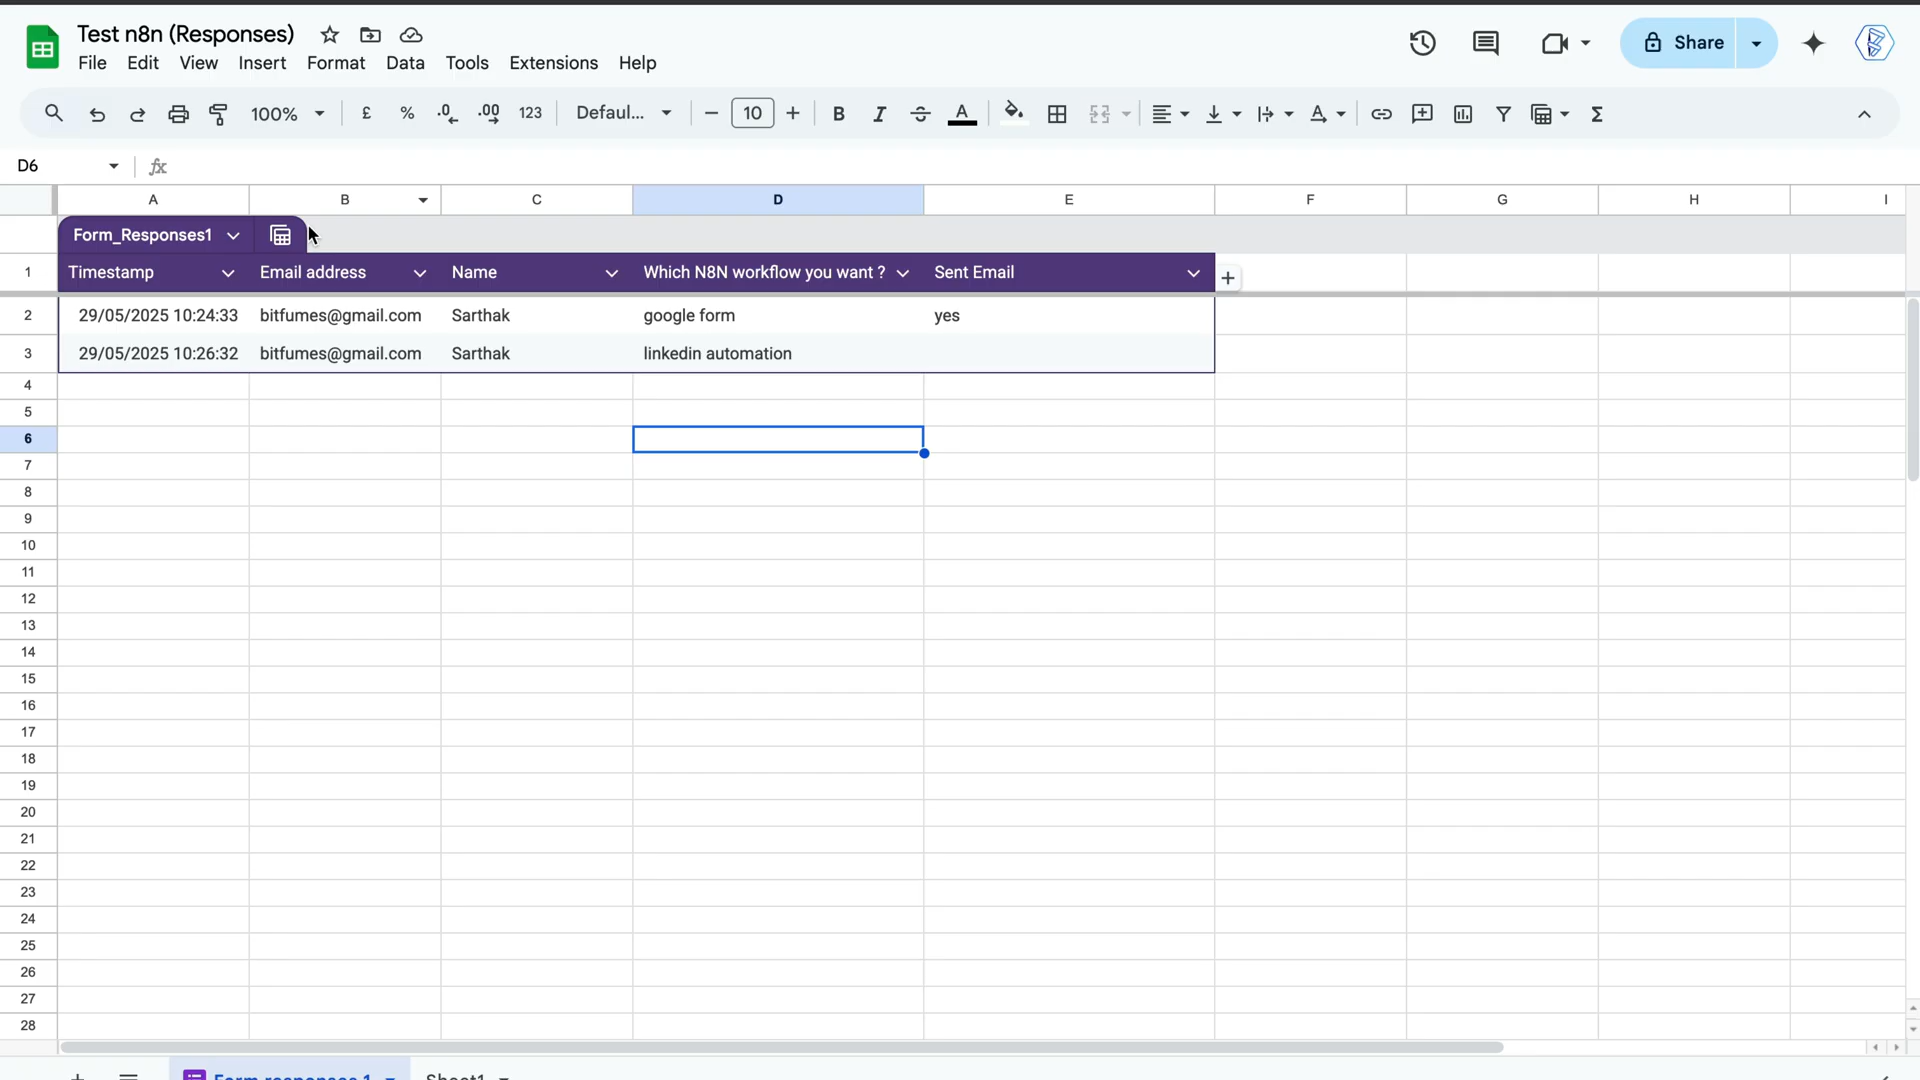 Test n8n (Responses)
Share
File Edit View Insert Format Data Tools Extensions Help
100% £ % .0 .00 123 Defaul... 10 B I A Σ
D6 fx
A B C D E F G H I
Form_Responses1
1 Timestamp Email address Name Which N8N workflow you want ? Sent Email
2 29/05/2025 10:24:33 bitfumes@gmail.com Sarthak google form yes
3 29/05/2025 10:26:32 bitfumes@gmail.com Sarthak linkedin automation
4
5
6
7
8
9
10
11
12
13
14
15
16
17
18
19
20
21
22
23
24
25
26
27
28
Form responses 1 Sheet1